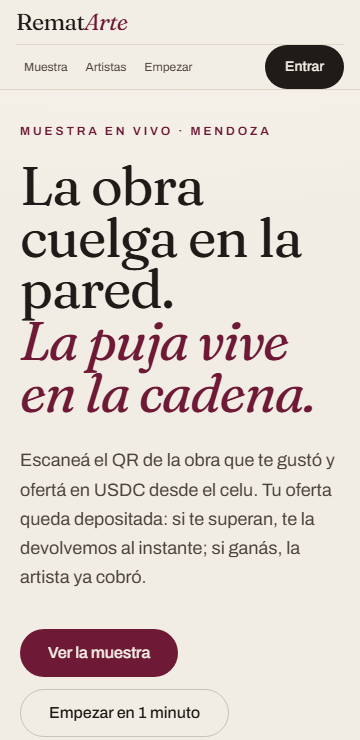 RematArte
Muestra Artistas Empezar Entrar
MUESTRA EN VIVO · MENDOZA
La obra
cuelga en la
pared.
La puja vive
en la cadena.
Escaneá el QR de la obra que te gustó y
ofertá en USDC desde el celu. Tu oferta
queda depositada: si te superan, te la
devolvemos al instante; si ganás, la
artista ya cobró.
Ver la muestra
Empezar en 1 minuto